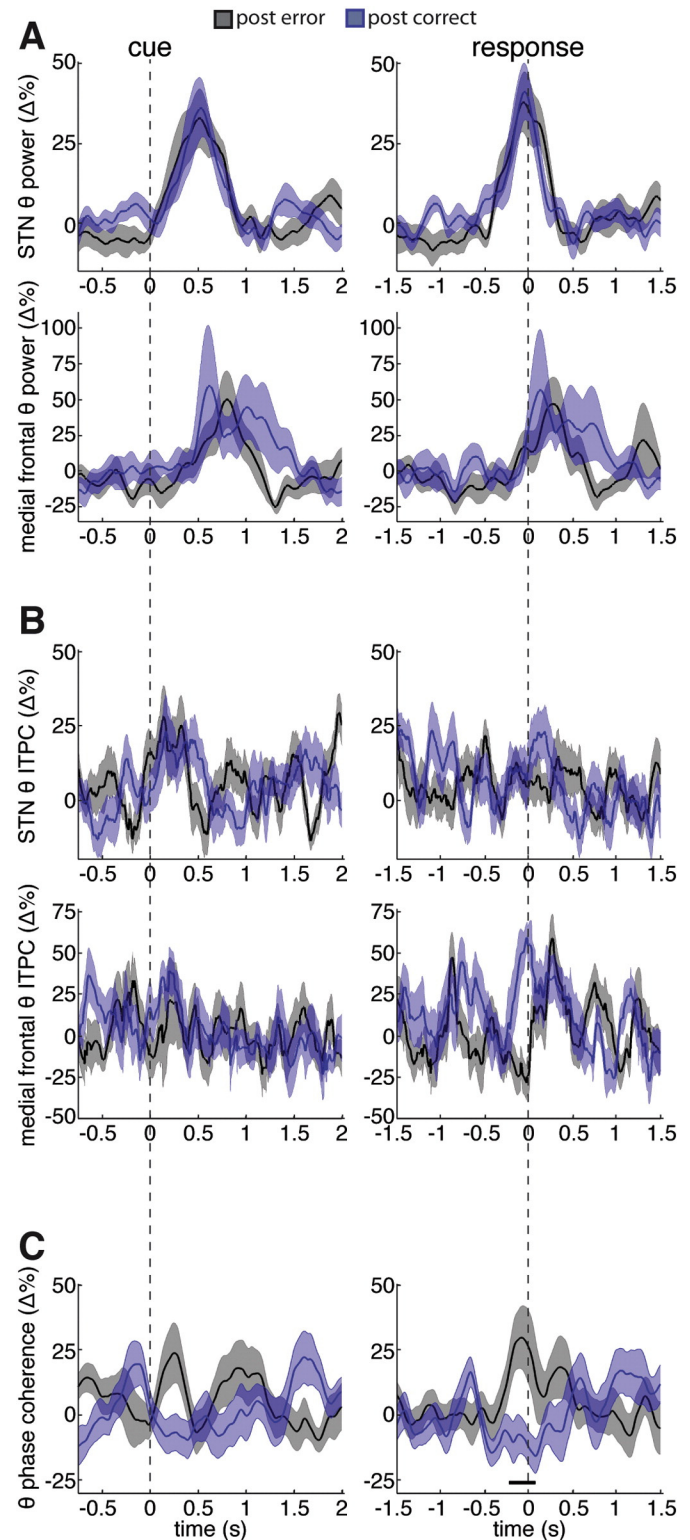 post error post correct
A
cue response
STN θ power (Δ%)
50
25
0
-0.5 0 0.5 1 1.5 2
50
25
0
-1.5 -1 -0.5 0 0.5 1 1.5
medial frontal θ power (Δ%)
100
75
50
25
0
-25
-0.5 0 0.5 1 1.5 2
100
75
50
25
0
-25
-1.5 -1 -0.5 0 0.5 1 1.5
B
STN θ ITPC (Δ%)
50
25
0
-0.5 0 0.5 1 1.5 2
50
25
0
-1.5 -1 -0.5 0 0.5 1 1.5
medial frontal θ ITPC (Δ%)
75
50
25
0
-25
-50
-0.5 0 0.5 1 1.5 2
75
50
25
0
-25
-50
-1.5 -1 -0.5 0 0.5 1 1.5
C
θ phase coherence (Δ%)
50
25
0
-25
-0.5 0 0.5 1 1.5 2
time (s)
50
25
0
-25
-1.5 -1 -0.5 0 0.5 1 1.5
time (s)